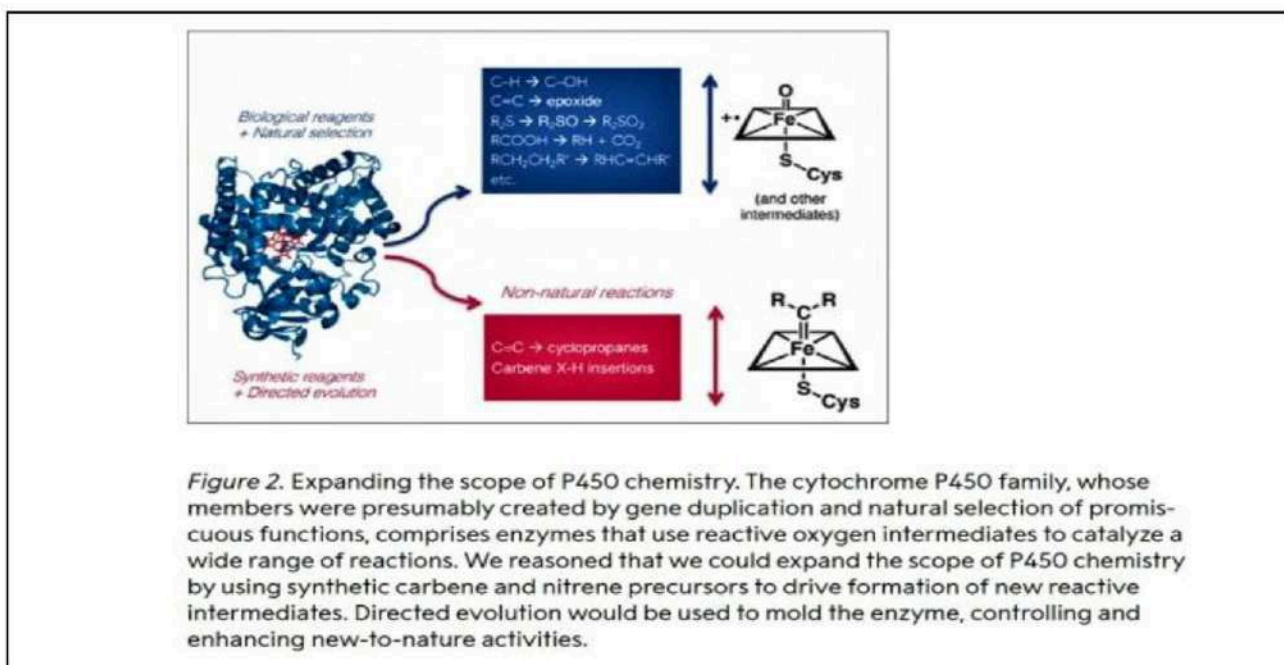 Biological reagents
+ Natural selection
C–H → C–OH
C=C → epoxide
R₂S → R₂SO → R₂SO₂
RCOOH → RH + CO₂
RCH₂CH₂R' → RHC=CHR'
etc.
O
+•
Fe
S
Cys
(and other
intermediates)
Non-natural reactions
C=C → cyclopropanes
Carbene X-H insertions
Synthetic reagents
+ Directed evolution
R R
C
Fe
S
Cys
Figure 2. Expanding the scope of P450 chemistry. The cytochrome P450 family, whose
members were presumably created by gene duplication and natural selection of promis-
cuous functions, comprises enzymes that use reactive oxygen intermediates to catalyze a
wide range of reactions. We reasoned that we could expand the scope of P450 chemistry
by using synthetic carbene and nitrene precursors to drive formation of new reactive
intermediates. Directed evolution would be used to mold the enzyme, controlling and
enhancing new-to-nature activities.